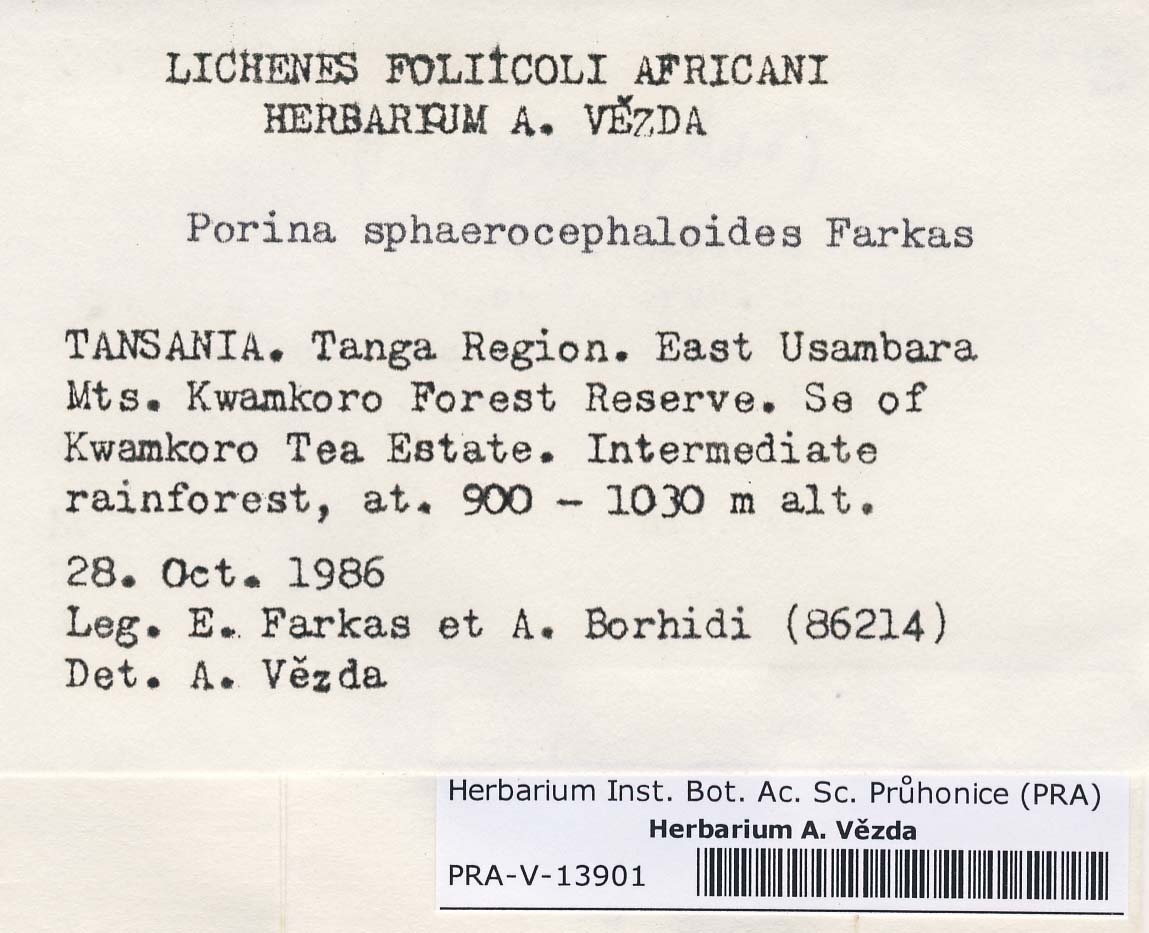 LICHENES FOLIICOLI AFRICANI
HERBARIUM A. VĚZDA
Porina sphaerocephaloides Farkas
TANSANIA. Tanga Region. East Usambara
Mts. Kwamkoro Forest Reserve. Se of
Kwamkoro Tea Estate. Intermediate
rainforest, at. 900 - 1030 m alt.
28. Oct. 1986
Leg. E. Farkas et A. Borhidi (86214)
Det. A. Vězda
Herbarium Inst. Bot. Ac. Sc. Průhonice (PRA)
Herbarium A. Vězda
PRA-V-13901